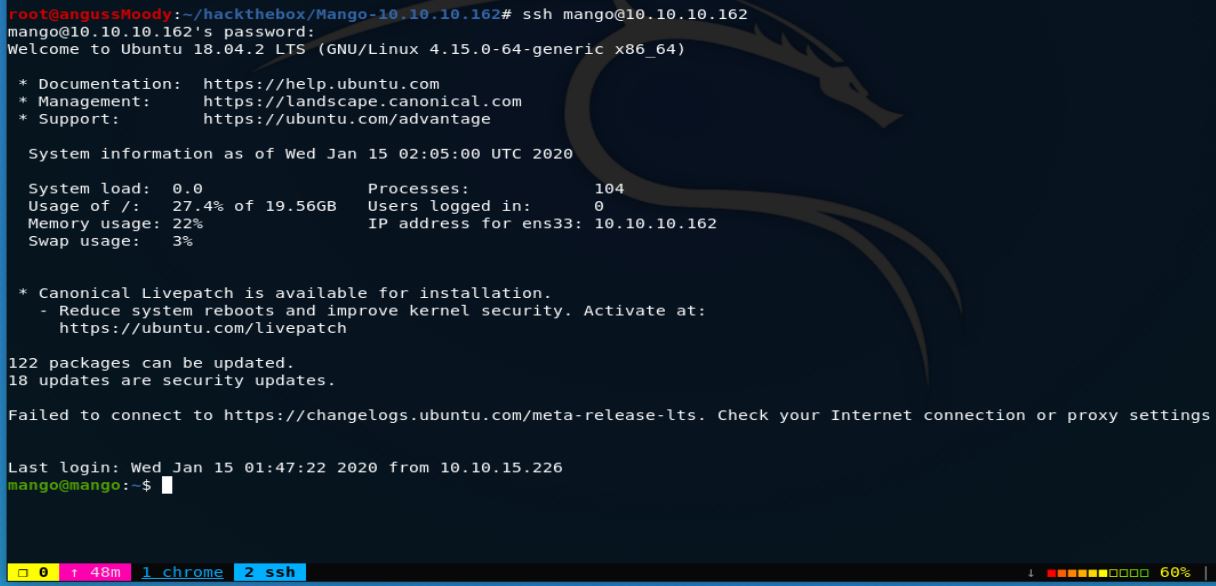 root@angussMoody:~/hackthebox/Mango-10.10.10.162# ssh mango@10.10.10.162
mango@10.10.10.162's password:
Welcome to Ubuntu 18.04.2 LTS (GNU/Linux 4.15.0-64-generic x86_64)
* Documentation:  https://help.ubuntu.com
* Management:     https://landscape.canonical.com
* Support:        https://ubuntu.com/advantage
System information as of Wed Jan 15 02:05:00 UTC 2020
System load:  0.0                Processes:            104
Usage of /:   27.4% of 19.56GB   Users logged in:      0
Memory usage: 22%                IP address for ens33: 10.10.10.162
Swap usage:   3%
* Canonical Livepatch is available for installation.
- Reduce system reboots and improve kernel security. Activate at:
https://ubuntu.com/livepatch
122 packages can be updated.
18 updates are security updates.
Failed to connect to https://changelogs.ubuntu.com/meta-release-lts. Check your Internet connection or proxy settings
Last login: Wed Jan 15 01:47:22 2020 from 10.10.15.226
mango@mango:~$
❐ 0 ↑ 48m 1 chrome 2 ssh ↓ 60% |